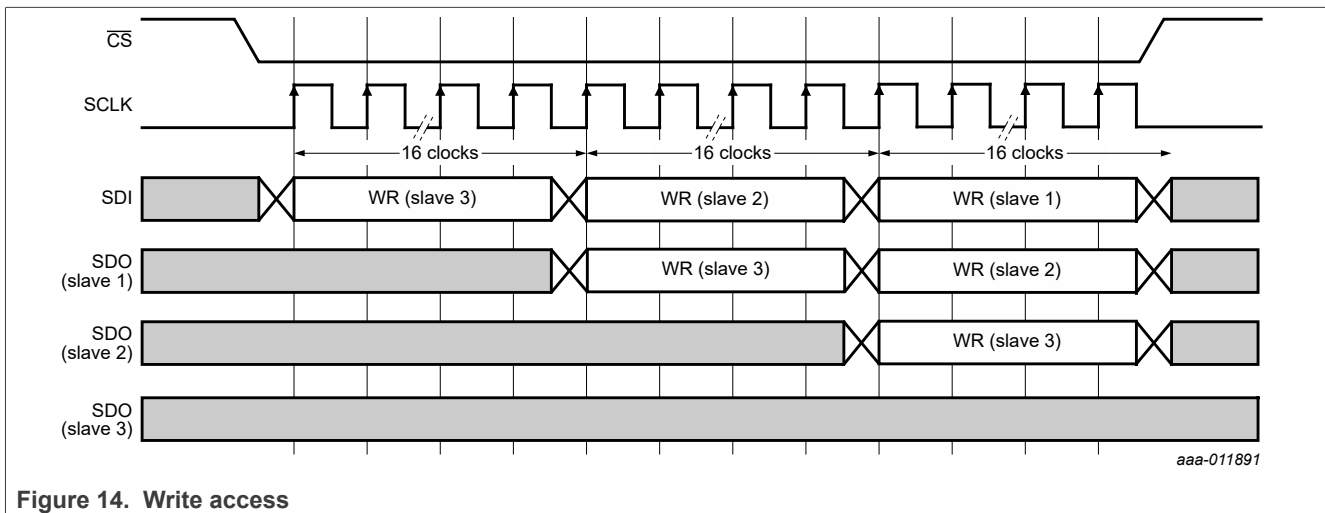 CS
SCLK
16 clocks 16 clocks 16 clocks
SDI WR (slave 3) WR (slave 2) WR (slave 1)
SDO
(slave 1) WR (slave 3) WR (slave 2)
SDO
(slave 2) WR (slave 3)
SDO
(slave 3)
aaa-011891
Figure 14. Write access